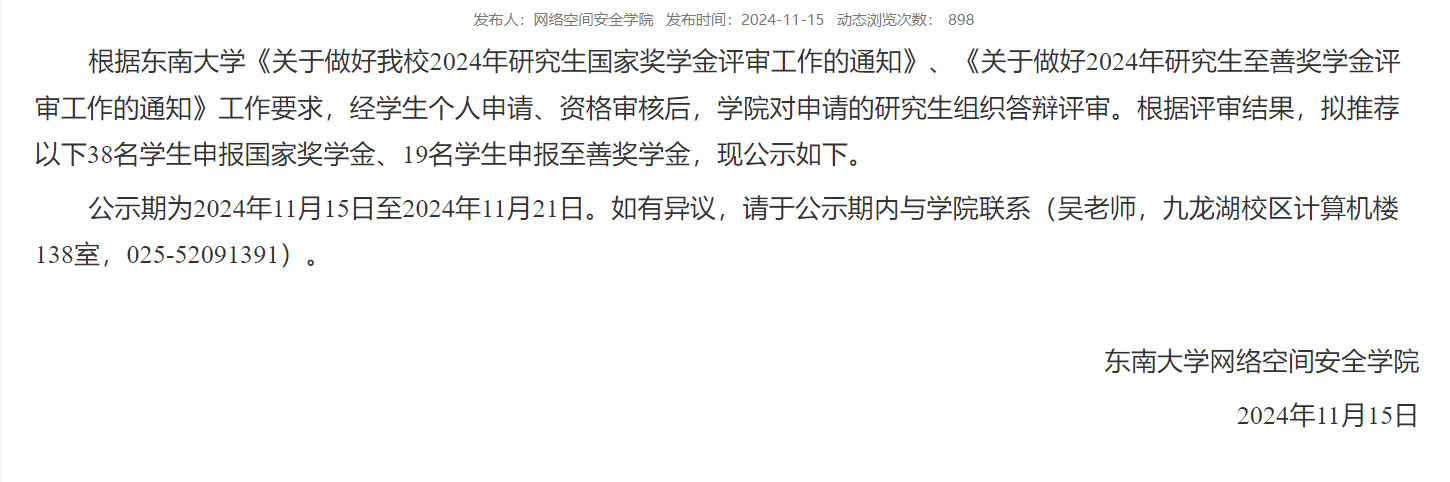 发布人：网络空间安全学院 发布时间：2024-11-15 动态浏览次数： 898
根据东南大学《关于做好我校2024年研究生国家奖学金评审工作的通知》、《关于做好2024年研究生至善奖学金评
审工作的通知》工作要求，经学生个人申请、资格审核后，学院对申请的研究生组织答辩评审。根据评审结果，拟推荐
以下38名学生申报国家奖学金、19名学生申报至善奖学金，现公示如下。
公示期为2024年11月15日至2024年11月21日。如有异议，请于公示期内与学院联系（吴老师，九龙湖校区计算机楼
138室，025-52091391）。
东南大学网络空间安全学院
2024年11月15日